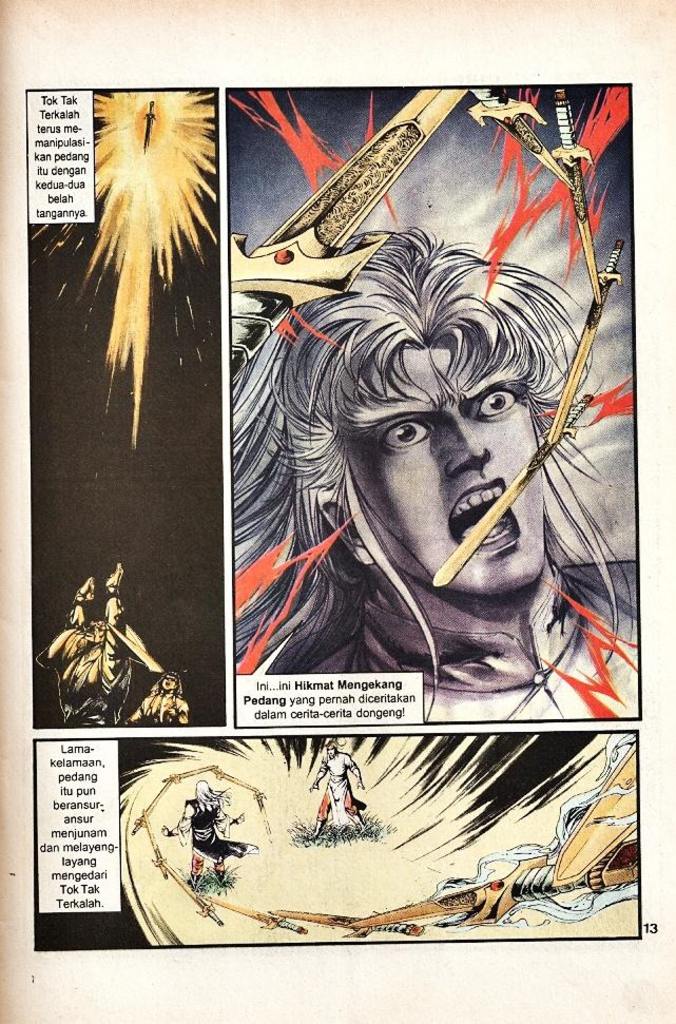 Tok Tak
Terkalah
terus me-
manipulasi-
kan pedang
itu dengan
kedua-dua
belah
tangannya.
Ini...ini Hikmat Mengekang
Pedang yang pernah diceritakan
dalam cerita-cerita dongeng!
Lama-
kelamaan,
pedang
itu pun
beransur-
ansur
menjunam
dan melayeng-
layang
mengedari
Tok Tak
Terkalah.
13